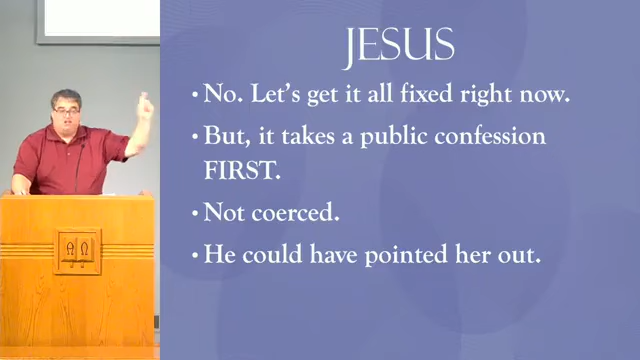 JESUS
• No. Let's get it all fixed right now.
• But, it takes a public confession
FIRST.
• Not coerced.
• He could have pointed her out.
Α Ω